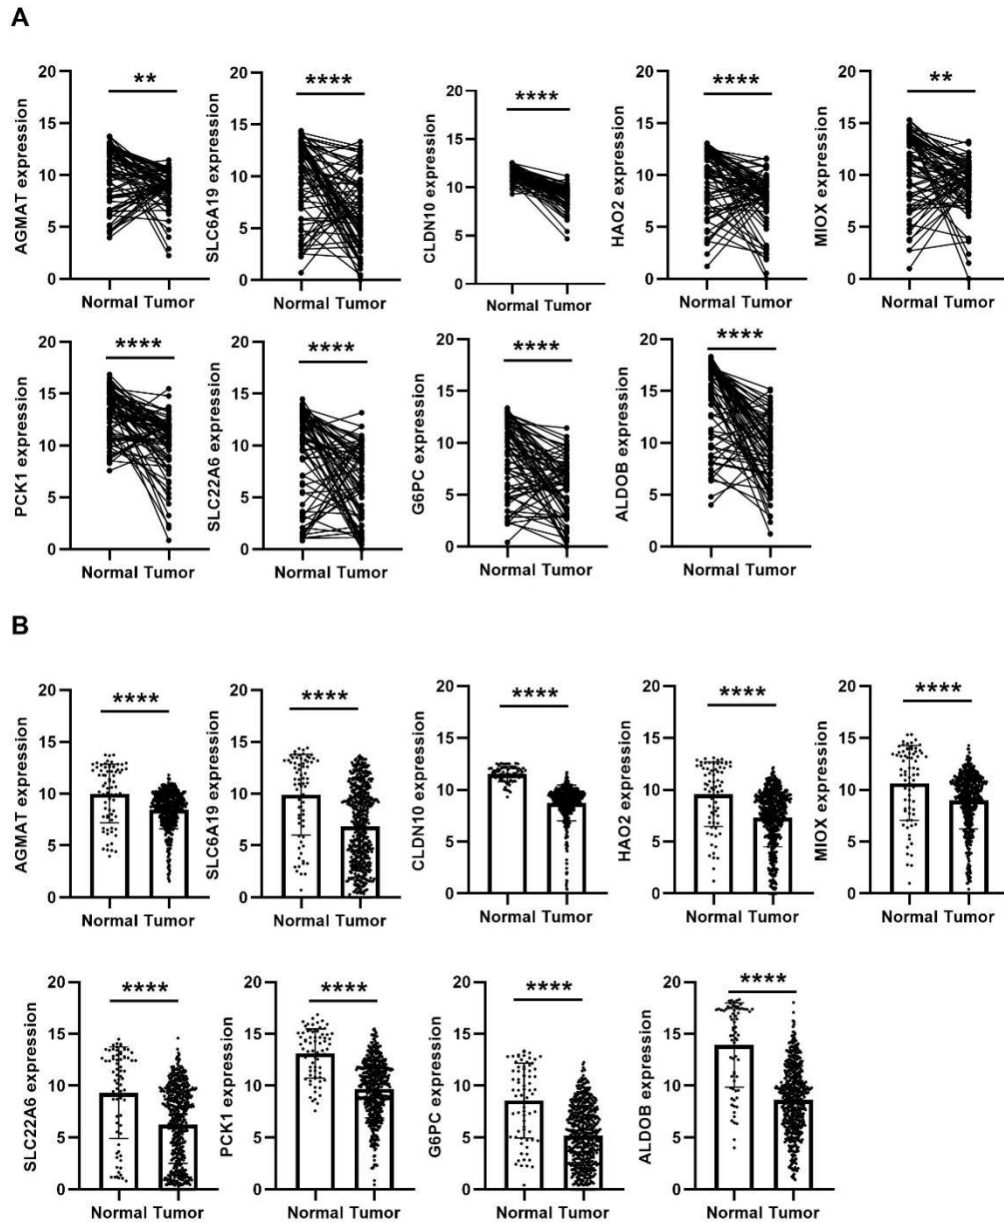 A
** **** **** **** **
20 15 10 5 0 AGMAT expression Normal Tumor
20 15 10 5 0 SLC6A19 expression Normal Tumor
20 15 10 5 0 CLDN10 expression Normal Tumor
20 15 10 5 0 HAO2 expression Normal Tumor
20 15 10 5 0 MIOX expression Normal Tumor
**** **** **** ****
20 15 10 5 0 PCK1 expression Normal Tumor
20 15 10 5 0 SLC22A6 expression Normal Tumor
20 15 10 5 0 G6PC expression Normal Tumor
20 15 10 5 0 ALDOB expression Normal Tumor
B
**** **** **** **** ****
20 15 10 5 0 AGMAT expression Normal Tumor
20 15 10 5 0 SLC6A19 expression Normal Tumor
20 15 10 5 0 CLDN10 expression Normal Tumor
20 15 10 5 0 HAO2 expression Normal Tumor
20 15 10 5 0 MIOX expression Normal Tumor
**** **** **** ****
20 15 10 5 0 SLC22A6 expression Normal Tumor
20 15 10 5 0 PCK1 expression Normal Tumor
20 15 10 5 0 G6PC expression Normal Tumor
20 15 10 5 0 ALDOB expression Normal Tumor